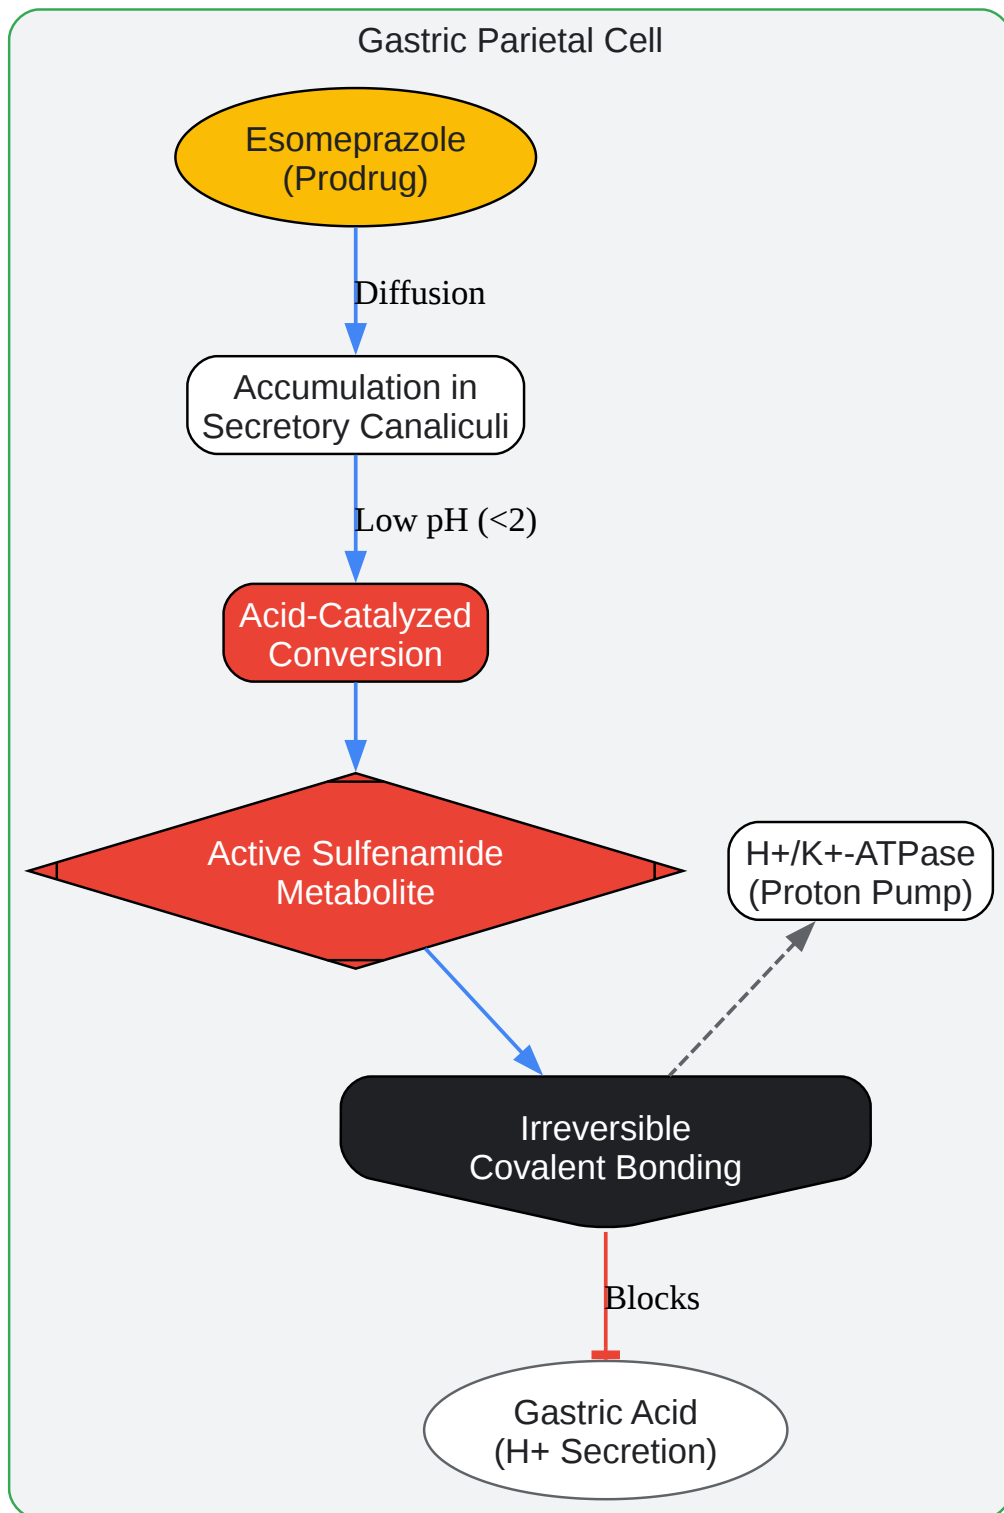 Gastric Parietal Cell
Esomeprazole
(Prodrug)
Diffusion
Accumulation in
Secretory Canaliculi
Low pH (<2)
Acid-Catalyzed
Conversion
Active Sulfenamide
Metabolite
H+/K+-ATPase
(Proton Pump)
Irreversible
Covalent Bonding
Blocks
Gastric Acid
(H+ Secretion)